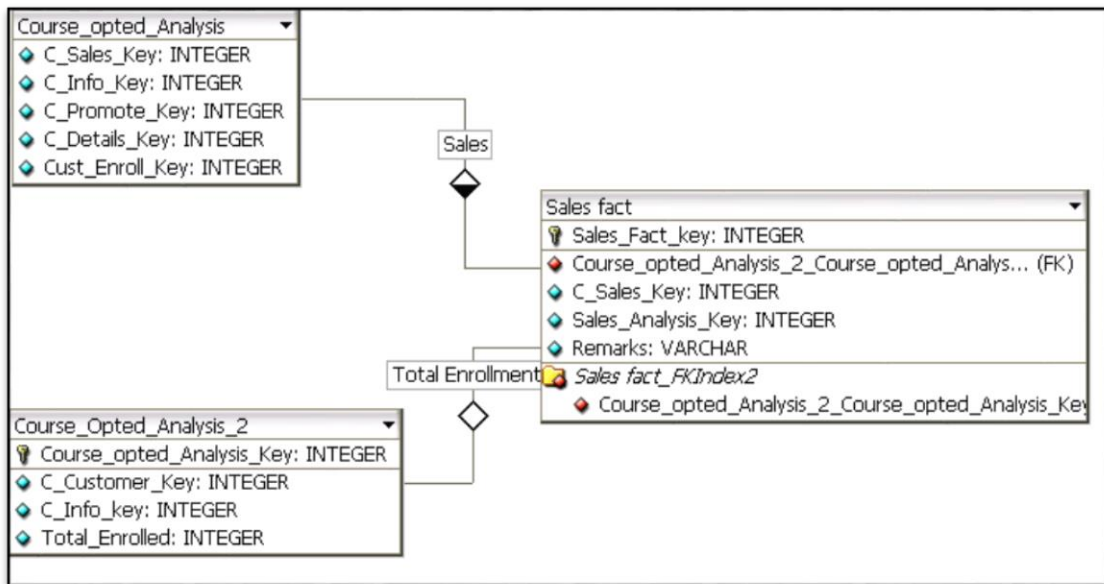 Course_opted_Analysis
C_Sales_Key: INTEGER
C_Info_Key: INTEGER
C_Promote_Key: INTEGER
C_Details_Key: INTEGER
Cust_Enroll_Key: INTEGER
Sales
Sales fact
Sales_Fact_key: INTEGER
Course_opted_Analysis_2_Course_opted_Analys... (FK)
C_Sales_Key: INTEGER
Sales_Analysis_Key: INTEGER
Remarks: VARCHAR
Sales fact_FKIndex2
Course_opted_Analysis_2_Course_opted_Analysis_Key
Total Enrollment
Course_Opted_Analysis_2
Course_opted_Analysis_Key: INTEGER
C_Customer_Key: INTEGER
C_Info_key: INTEGER
Total_Enrolled: INTEGER